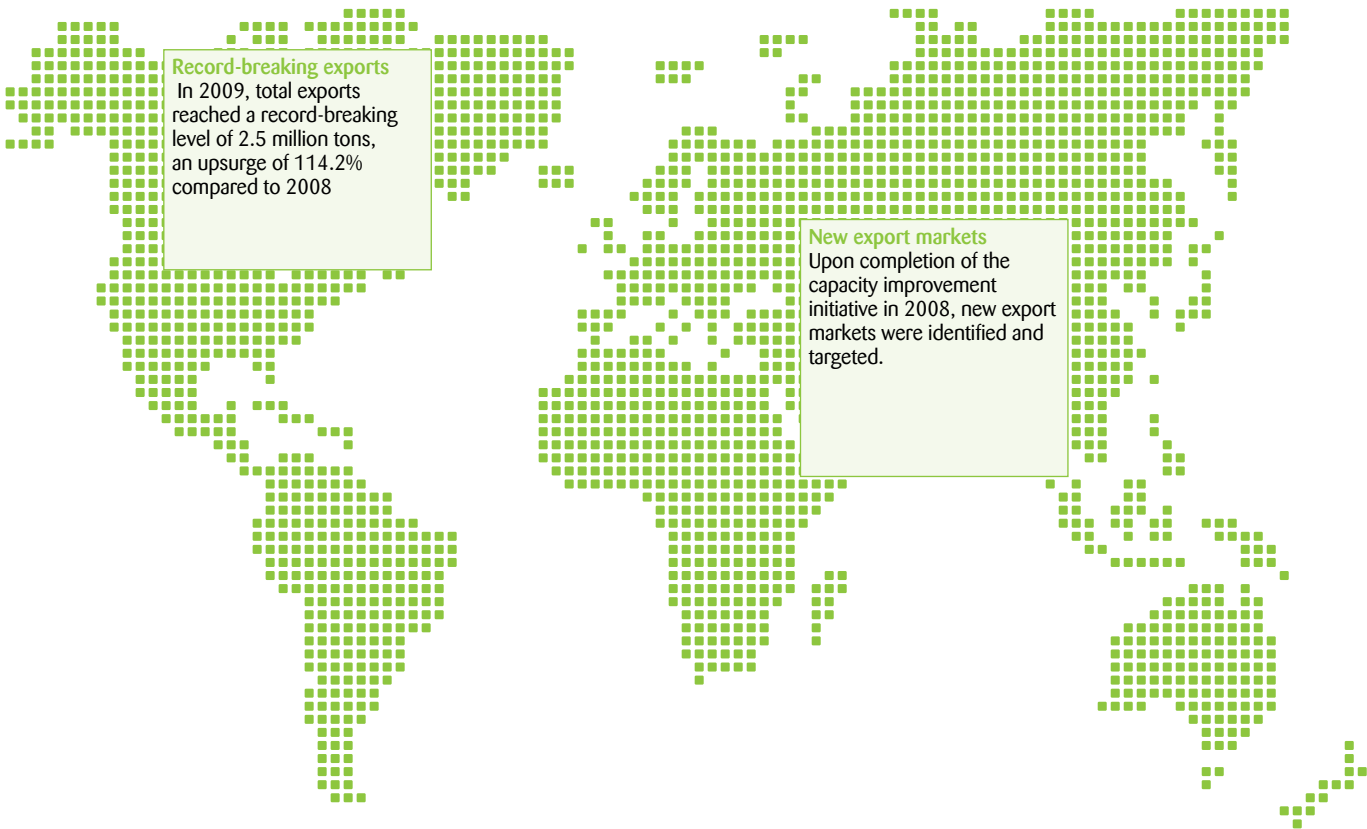 Record-breaking exports
In 2009, total exports
reached a record-breaking
level of 2.5 million tons,
an upsurge of 114.2%
compared to 2008
New export markets
Upon completion of the
capacity improvement
initiative in 2008, new export
markets were identified and
targeted.